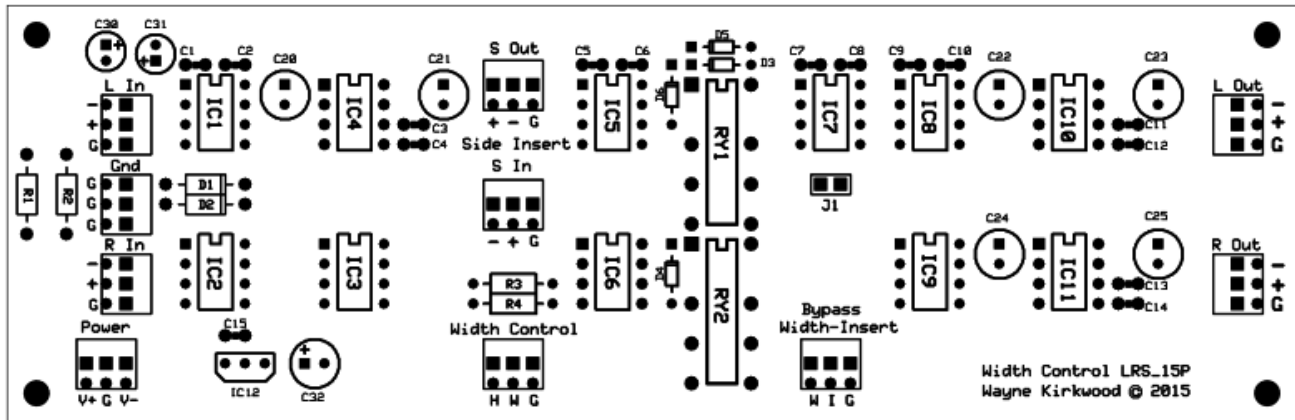 C30 C31
C1 C2 C20 C21 S Out C5 C6 D5 D3 C7 C8 C9 C10 C22 C23
L In L Out
IC1 IC4 IC5 D6 RY1 IC7 IC8 IC10
- + G
+ - G
C3
C4
C11
C12
- + G
Side Insert
Gnd S In
R1 R2 G G G D1 D2 J1
- + G
R In C24 C25 R Out
- + G
IC2 IC3 IC6 D4 RY2 IC9 IC11
R3
R4
C13
C14
- + G
Power C15 Width Control Bypass
Width-Insert
V+ G V- IC12 C32 H W G W I G
Width Control LRS_15P
Wayne Kirkwood © 2015